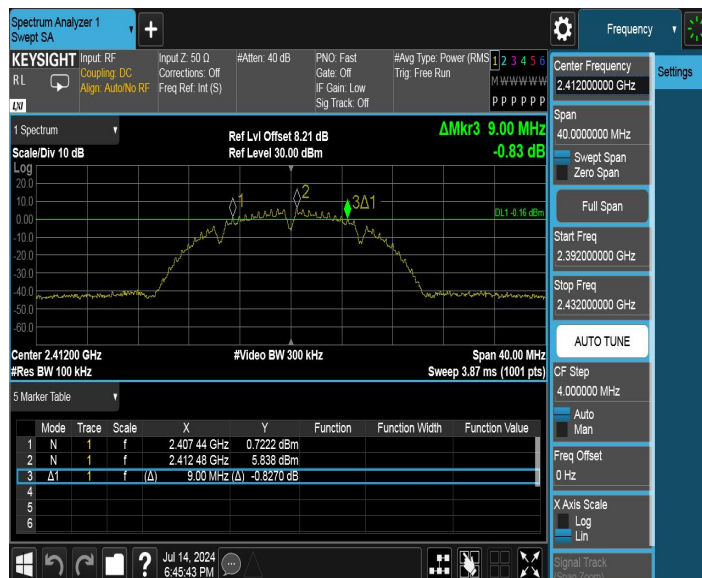 Spectrum Analyzer 1
Swept SA
Frequency
KEYSIGHT
RL
LXI
Input: RF
Coupling: DC
Align: Auto/No RF
Input Z: 50 Ω
Corrections: Off
Freq Ref: Int (S)
#Atten: 40 dB
PNO: Fast
Gate: Off
IF Gain: Low
Sig Track: Off
#Avg Type: Power (RMS
Trig: Free Run
1 2 3 4 5 6
M W W W W W
P P P P P P
1 Spectrum
Scale/Div 10 dB
Ref Lvl Offset 8.21 dB
Ref Level 30.00 dBm
ΔMkr3 9.00 MHz
-0.83 dB
Log
20.0
10.0
0.00
-10.0
-20.0
-30.0
-40.0
-50.0
-60.0
1
2
3Δ1
DL1 -0.16 dBm
Center 2.41200 GHz
#Video BW 300 kHz
Span 40.00 MHz
#Res BW 100 kHz
Sweep 3.87 ms (1001 pts)
5 Marker Table
Mode Trace Scale X Y Function Function Width Function Value
1 N 1 f 2.407 44 GHz 0.7222 dBm
2 N 1 f 2.412 48 GHz 5.838 dBm
3 Δ1 1 f (Δ) 9.00 MHz (Δ) -0.8270 dB
4
5
6
?
Jul 14, 2024
6:45:43 PM
Center Frequency
2.412000000 GHz
Span
40.0000000 MHz
Swept Span
Zero Span
Full Span
Start Freq
2.392000000 GHz
Stop Freq
2.432000000 GHz
AUTO TUNE
CF Step
4.000000 MHz
Auto
Man
Freq Offset
0 Hz
X Axis Scale
Log
Lin
Signal Track
(Span Zoom)
Settings